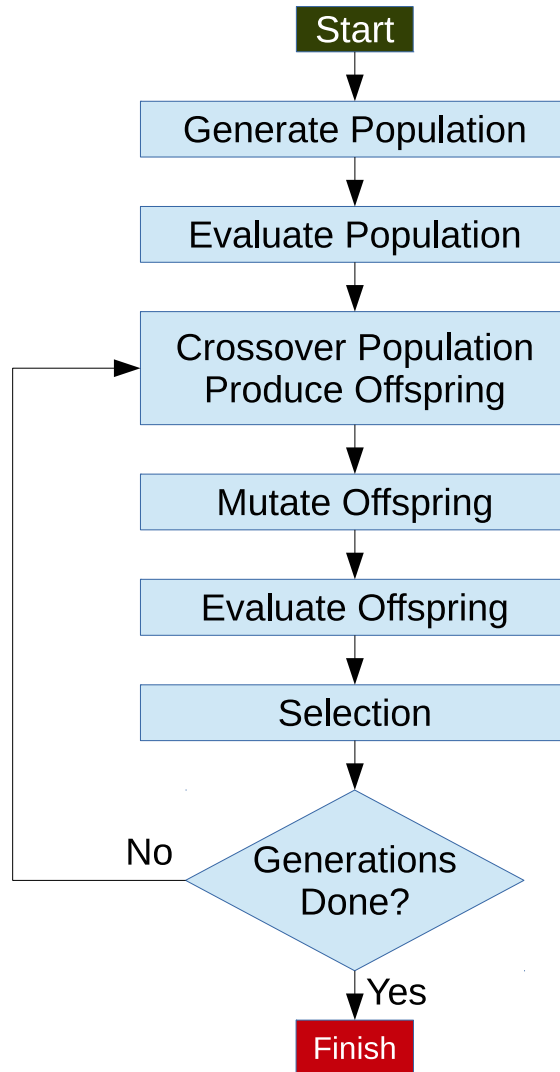 Start
Generate Population
Evaluate Population
Crossover Population
Produce Offspring
Mutate Offspring
Evaluate Offspring
Selection
No
Generations
Done?
Yes
Finish